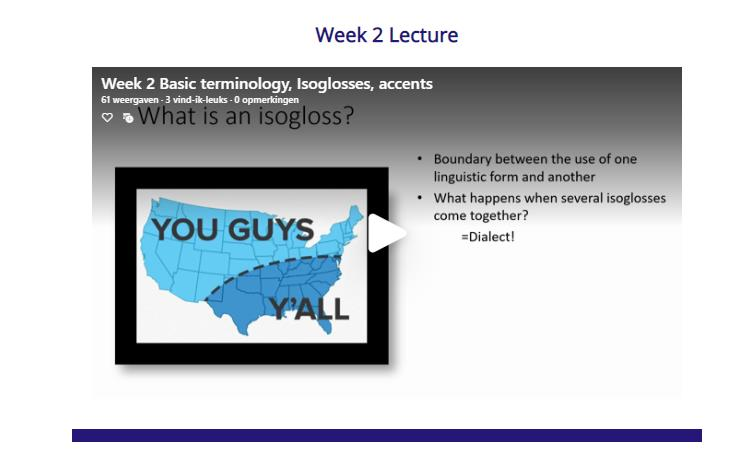 Week 2 Lecture
Week 2 Basic terminology, Isoglosses, accents
61 weergaven · 3 vind-ik-leuks · 0 opmerkingen
What is an isogloss?
• Boundary between the use of one
linguistic form and another
• What happens when several isoglosses
come together?
=Dialect!
YOU GUYS
Y'ALL